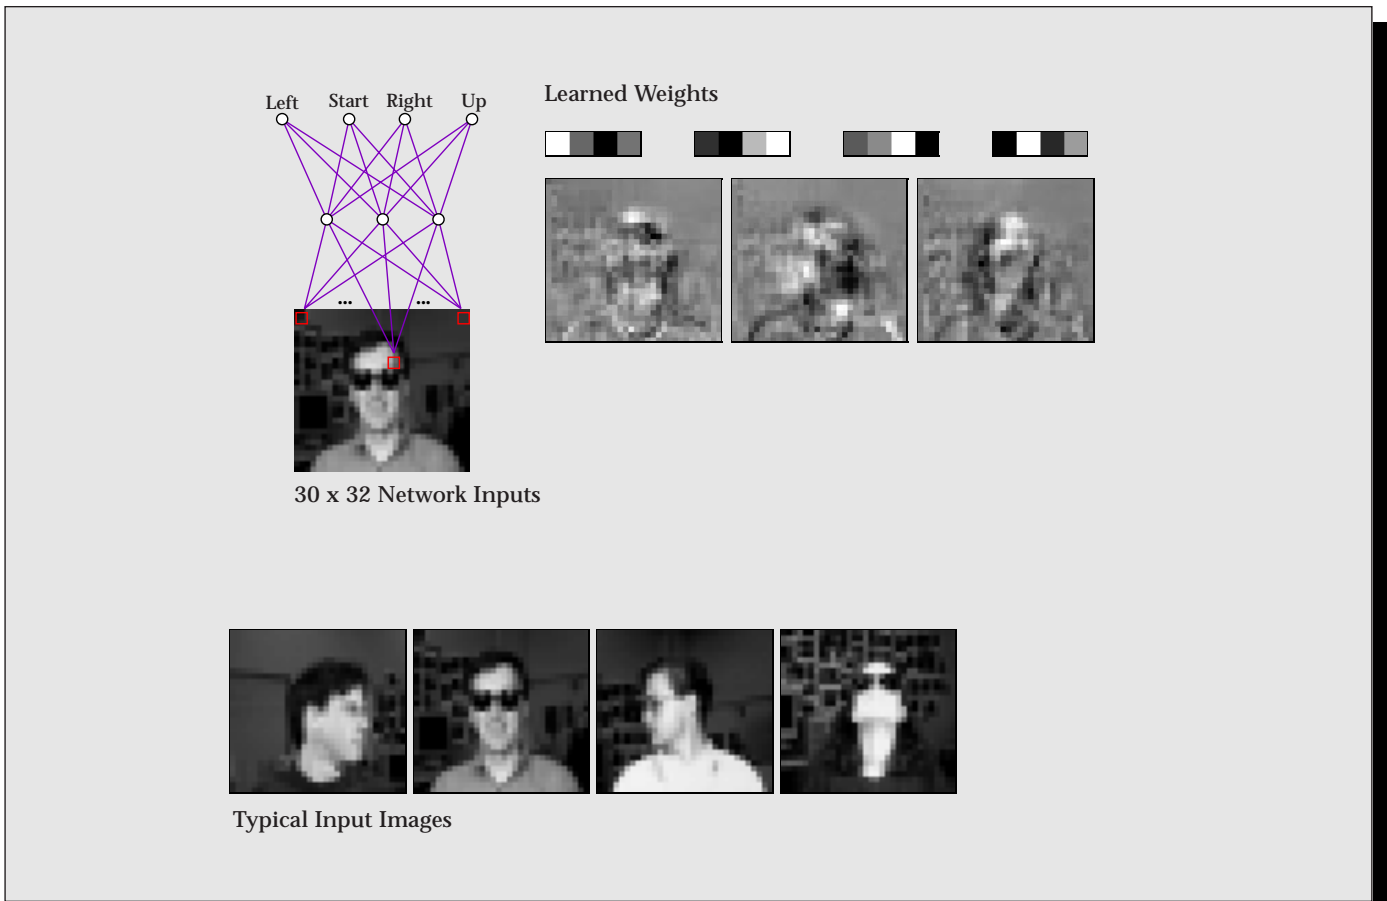 Left Start Right Up
Learned Weights
... ...
30 x 32 Network Inputs
Typical Input Images